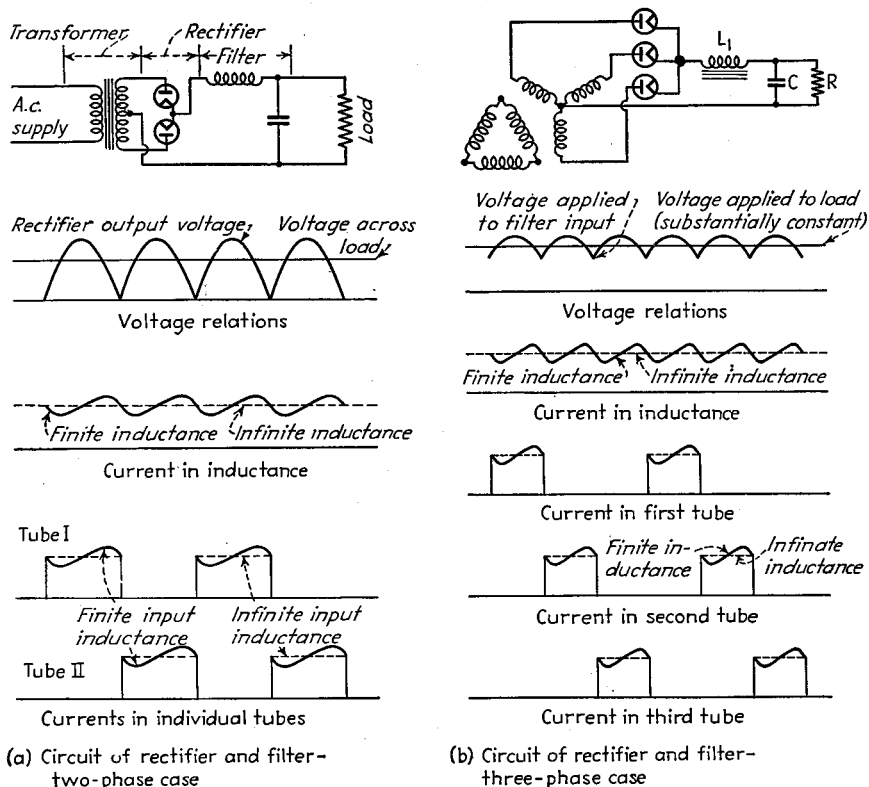 Transformer
Rectifier
Filter
A.c.
supply
Load
Rectifier output voltage
Voltage across
load
Voltage relations
Finite inductance
Infinite inductance
Current in inductance
Tube I
Finite input
inductance
Infinite input
inductance
Tube II
Currents in individual tubes
(a) Circuit of rectifier and filter-
two-phase case
L1
C
R
Voltage applied
to filter input
Voltage applied to load
(substantially constant)
Voltage relations
Finite inductance
Infinite inductance
Current in inductance
Current in first tube
Finite in-
ductance
Infinate
inductance
Current in second tube
Current in third tube
(b) Circuit of rectifier and filter-
three-phase case